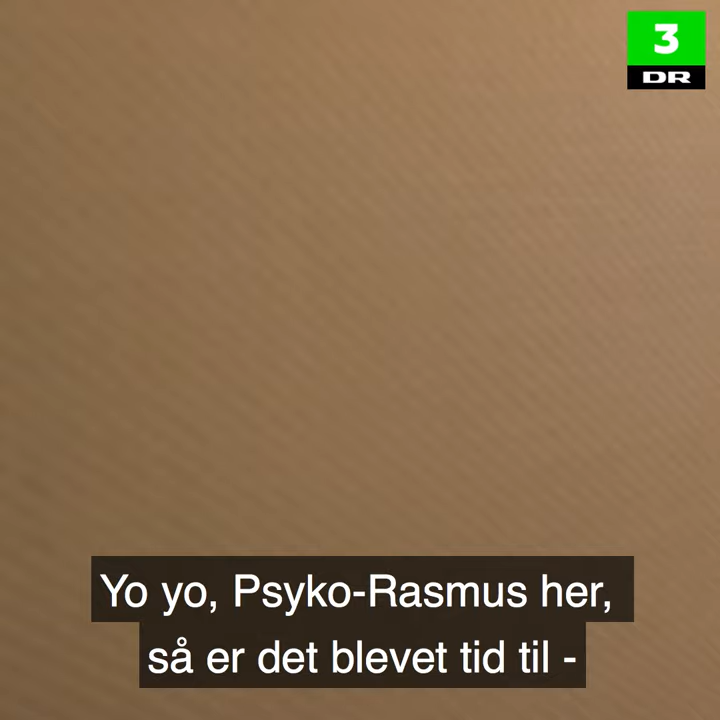 3
DR
Yo yo, Psyko-Rasmus her,
så er det blevet tid til -